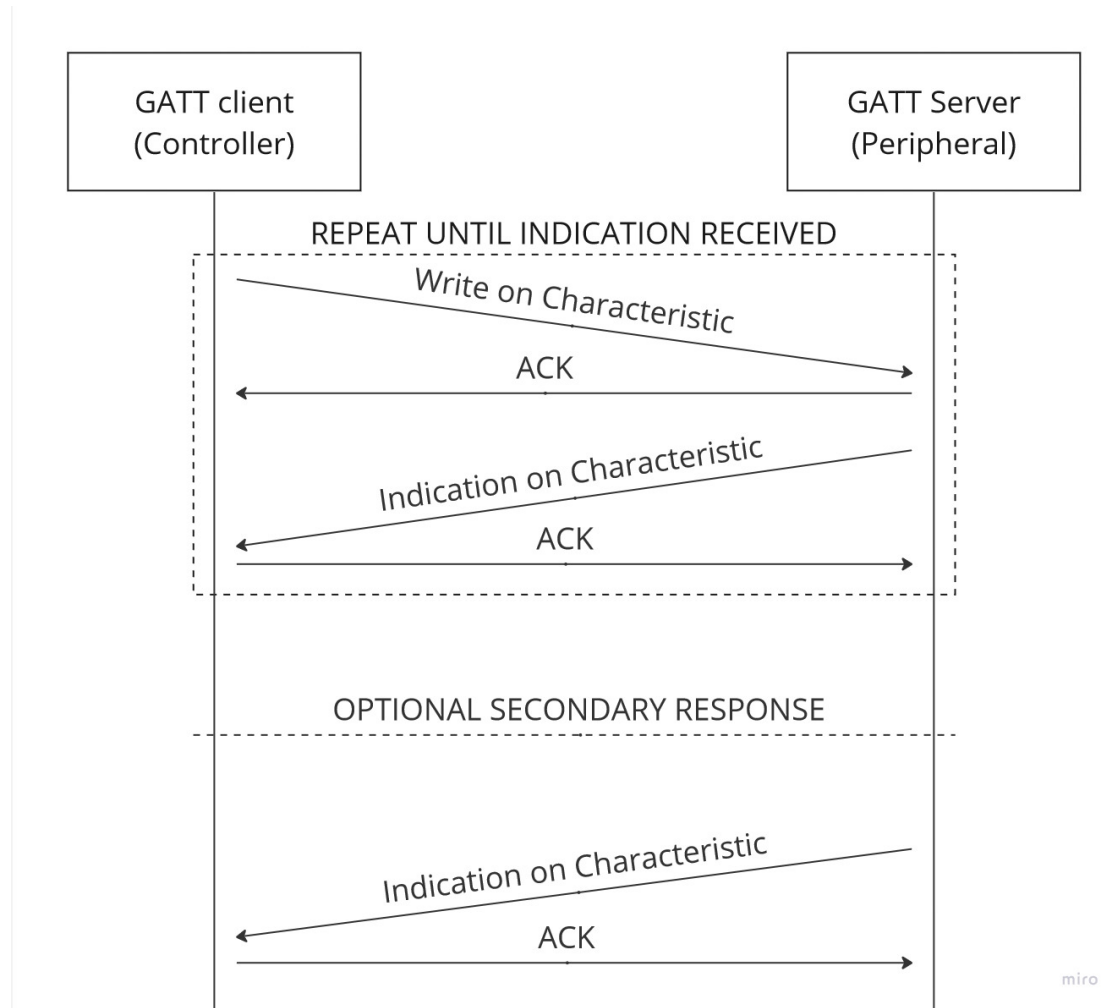 GATT client
(Controller)
GATT Server
(Peripheral)
REPEAT UNTIL INDICATION RECEIVED
Write on Characteristic
ACK
Indication on Characteristic
ACK
OPTIONAL SECONDARY RESPONSE
Indication on Characteristic
ACK
miro